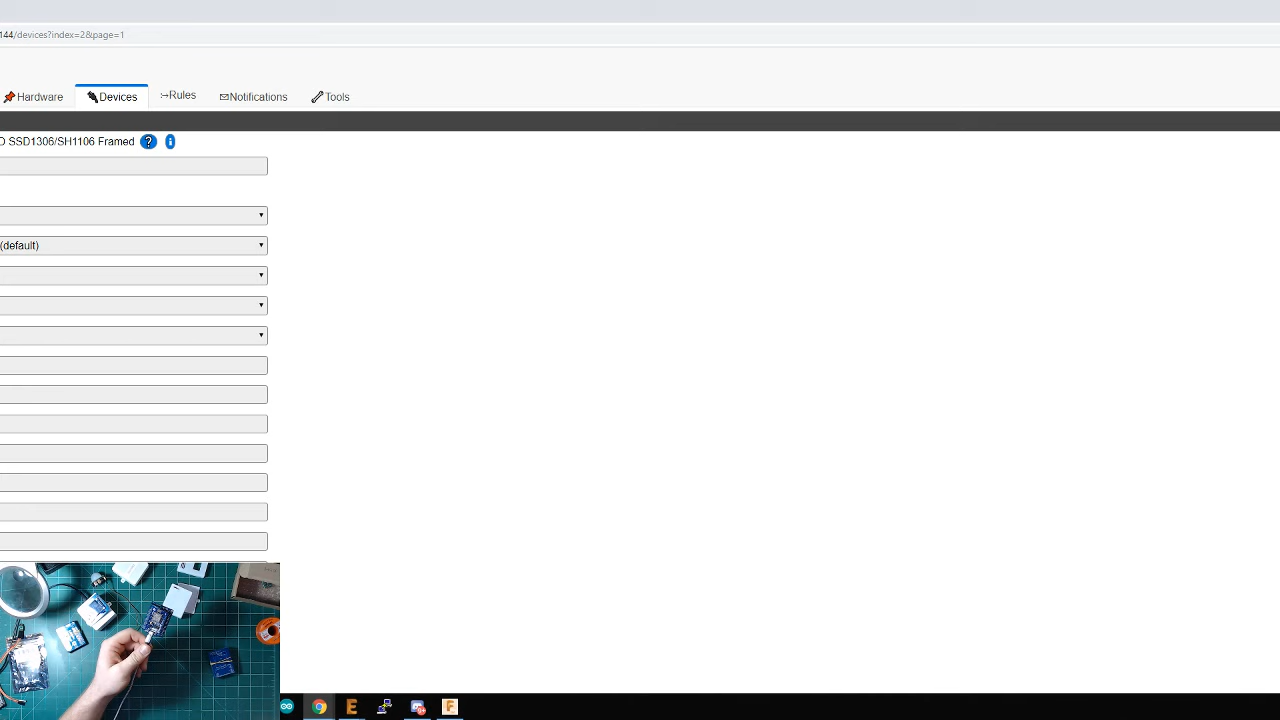 144/devices?index=2&page=1
Hardware Devices Rules Notifications Tools
SSD1306/SH1106 Framed ? i
(default)